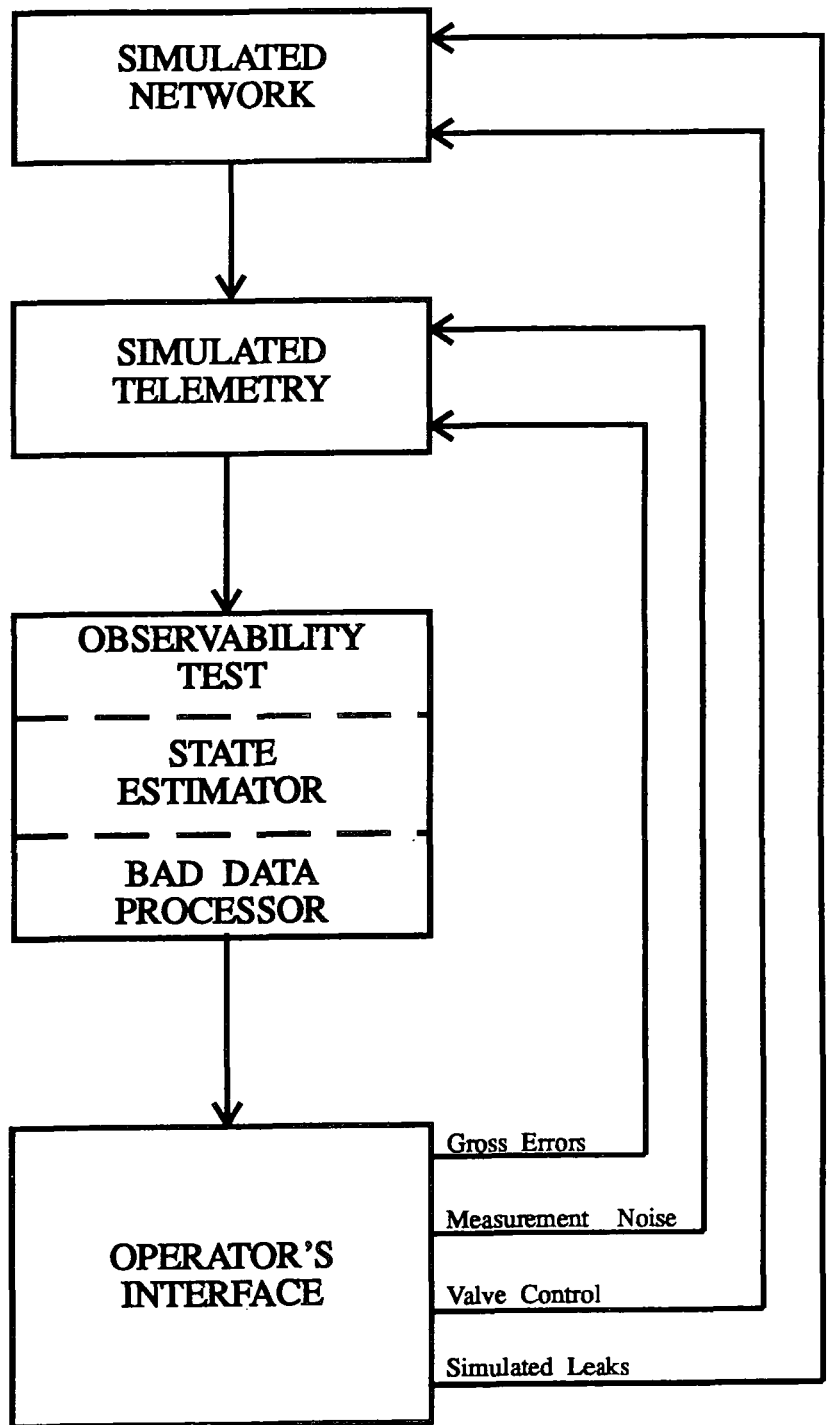 SIMULATED
NETWORK
SIMULATED
TELEMETRY
OBSERVABILITY
TEST
STATE
ESTIMATOR
BAD DATA
PROCESSOR
OPERATOR'S
INTERFACE
Gross Errors
Measurement Noise
Valve Control
Simulated Leaks